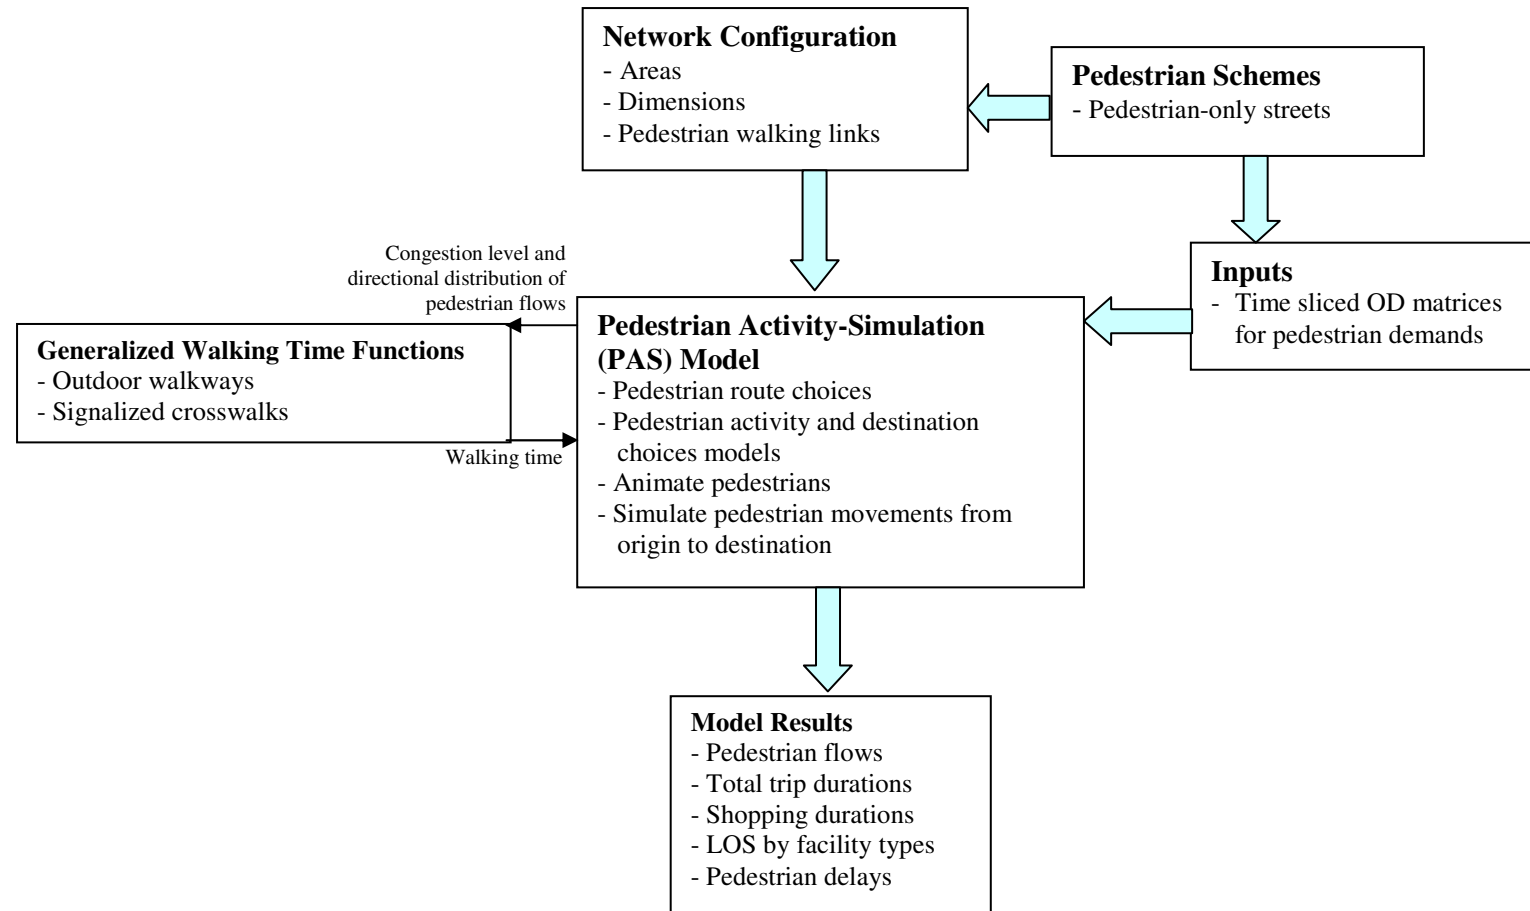 Network Configuration
- Areas
- Dimensions
- Pedestrian walking links
Pedestrian Schemes
- Pedestrian-only streets
Congestion level and
directional distribution of
pedestrian flows
Inputs
- Time sliced OD matrices
for pedestrian demands
Generalized Walking Time Functions
- Outdoor walkways
- Signalized crosswalks
Walking time
Pedestrian Activity-Simulation
(PAS) Model
- Pedestrian route choices
- Pedestrian activity and destination
choices models
- Animate pedestrians
- Simulate pedestrian movements from
origin to destination
Model Results
- Pedestrian flows
- Total trip durations
- Shopping durations
- LOS by facility types
- Pedestrian delays